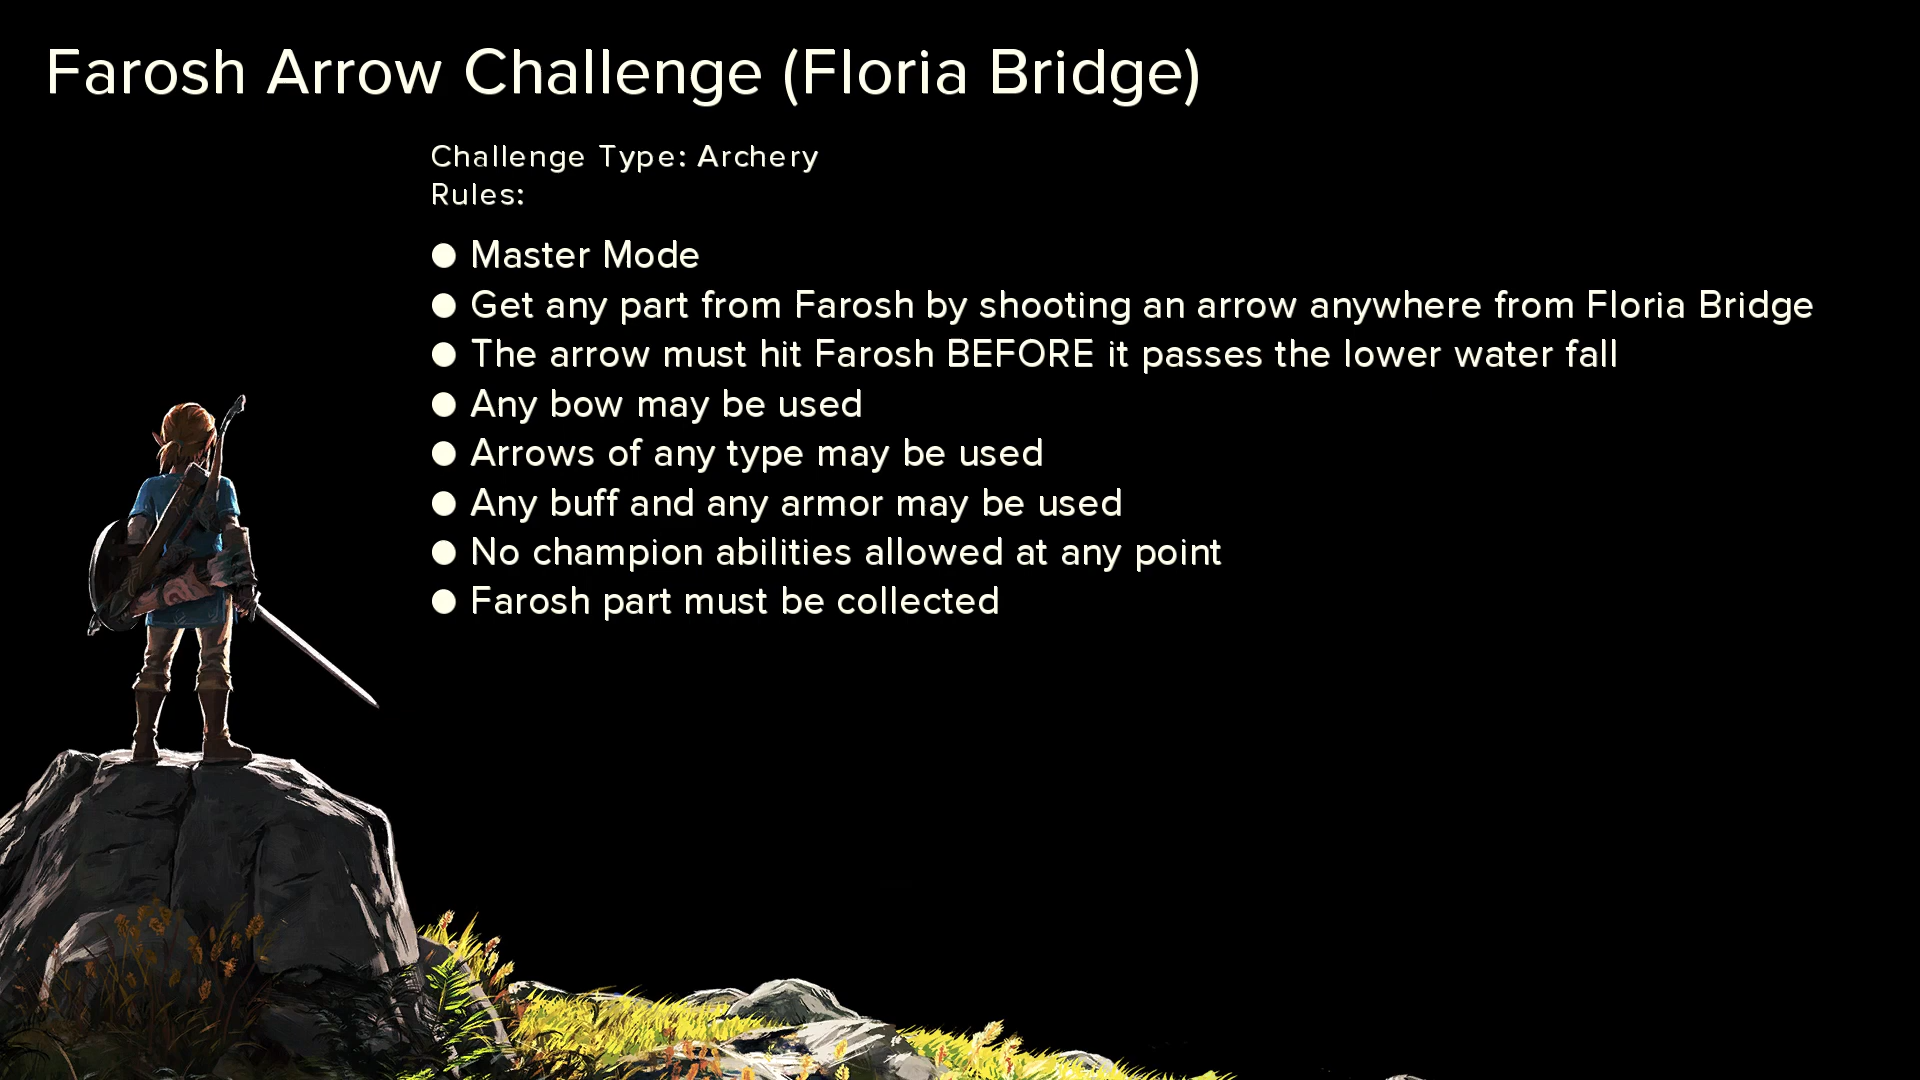 Farosh Arrow Challenge (Floria Bridge)
Challenge Type: Archery
Rules:
● Master Mode
● Get any part from Farosh by shooting an arrow anywhere from Floria Bridge
● The arrow must hit Farosh BEFORE it passes the lower water fall
● Any bow may be used
● Arrows of any type may be used
● Any buff and any armor may be used
● No champion abilities allowed at any point
● Farosh part must be collected